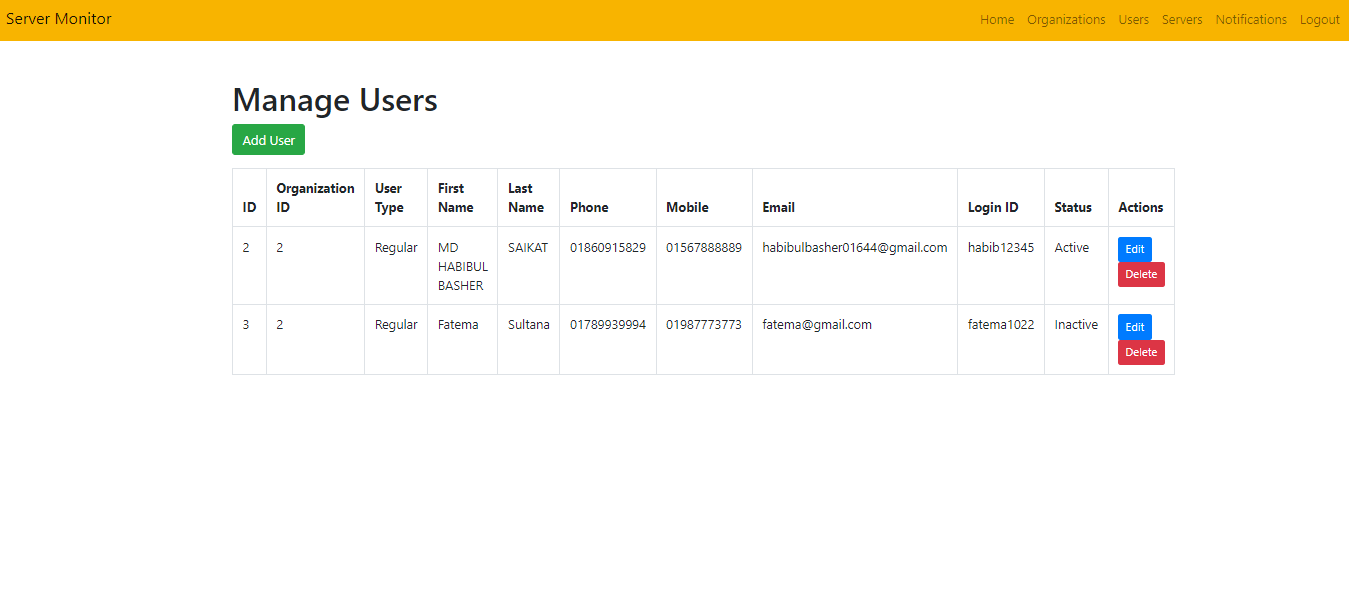 Server Monitor Home Organizations Users Servers Notifications Logout
Manage Users
Add User
ID Organization ID User Type First Name Last Name Phone Mobile Email Login ID Status Actions
2 2 Regular MD HABIBUL BASHER SAIKAT 01860915829 01567888889 habibulbasher01644@gmail.com habib12345 Active Edit Delete
3 2 Regular Fatema Sultana 01789939994 01987773773 fatema@gmail.com fatema1022 Inactive Edit Delete